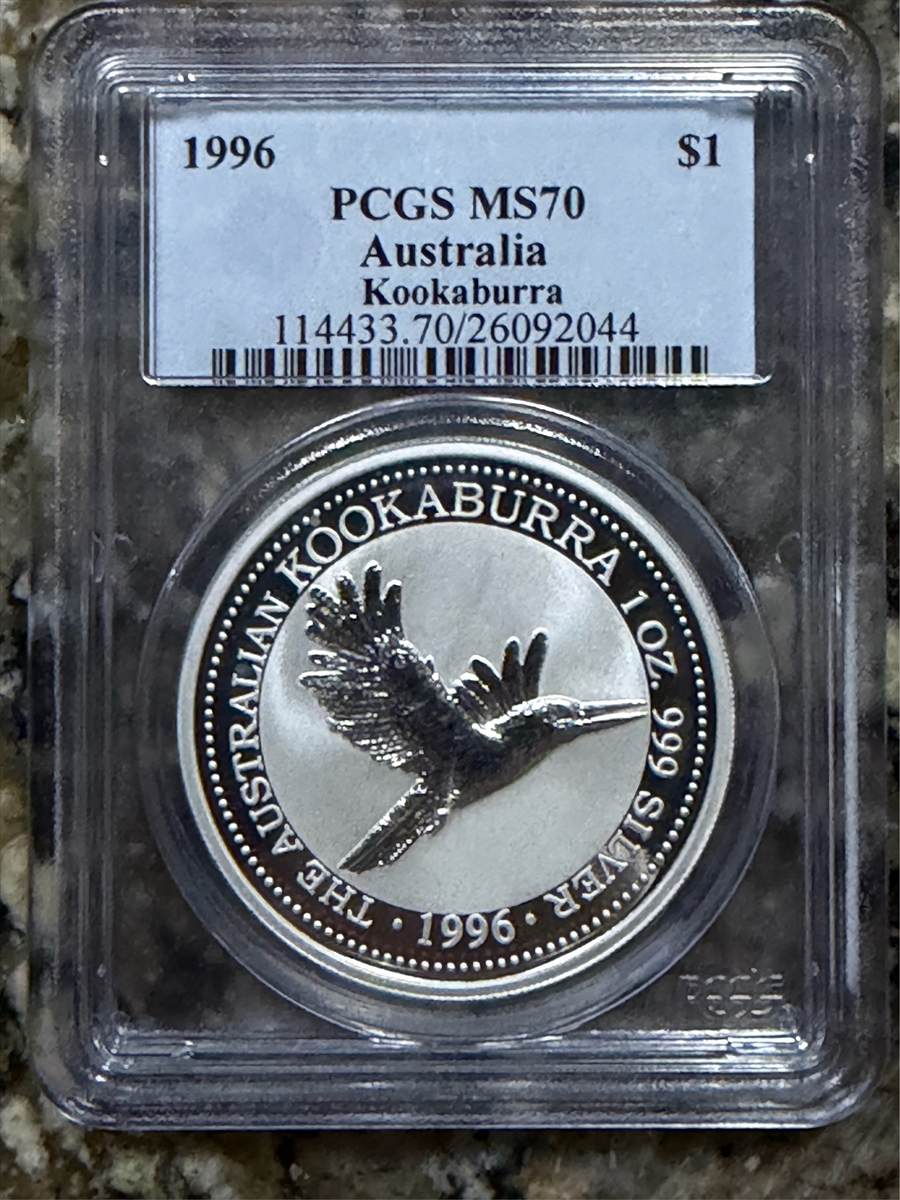 1996 $1
PCGS MS70
Australia
Kookaburra
114433.70/26092044
THE AUSTRALIAN KOOKABURRA 1 OZ. 999 SILVER
· 1996 ·
PCGS